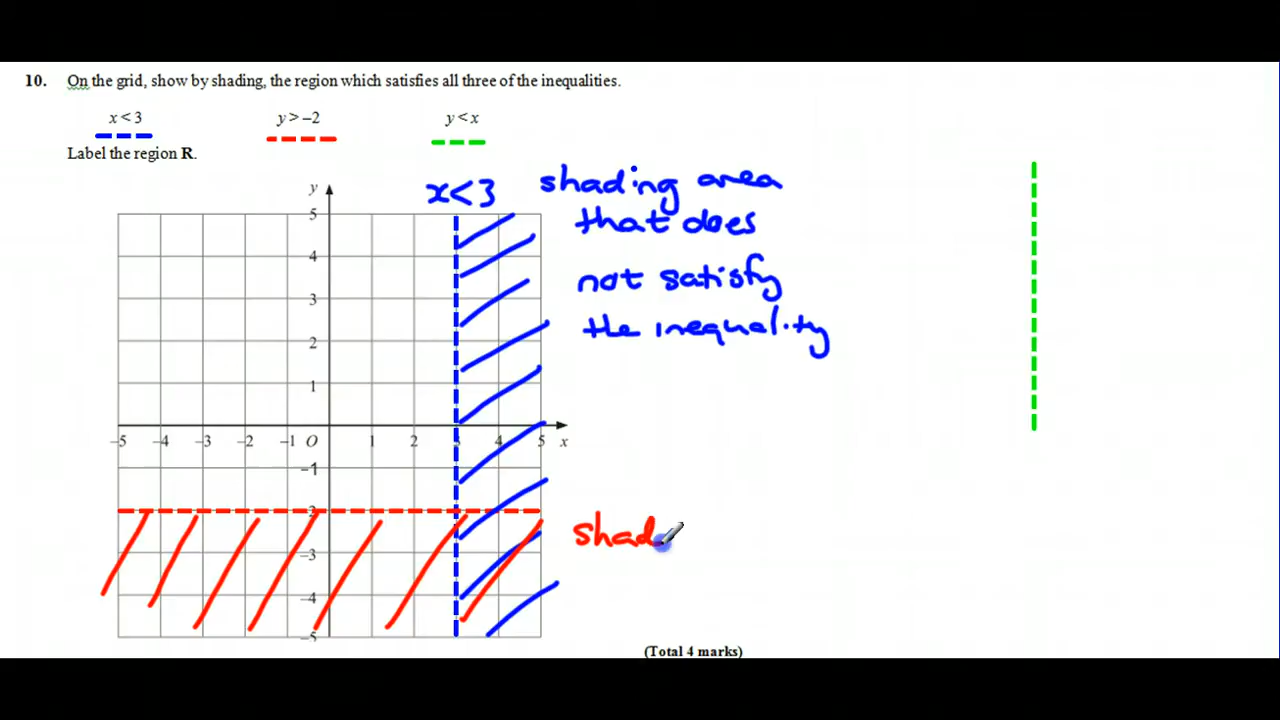 10. On the grid, show by shading, the region which satisfies all three of the inequalities.
x < 3 y > –2 y < x
Label the region R.
x<3 shading area
that does
not satisfy
the inequality
y
5
4
3
2
1
–5 –4 –3 –2 –1 O 1 2 4 5 x
–1
–3
–4
–5
shad
(Total 4 marks)